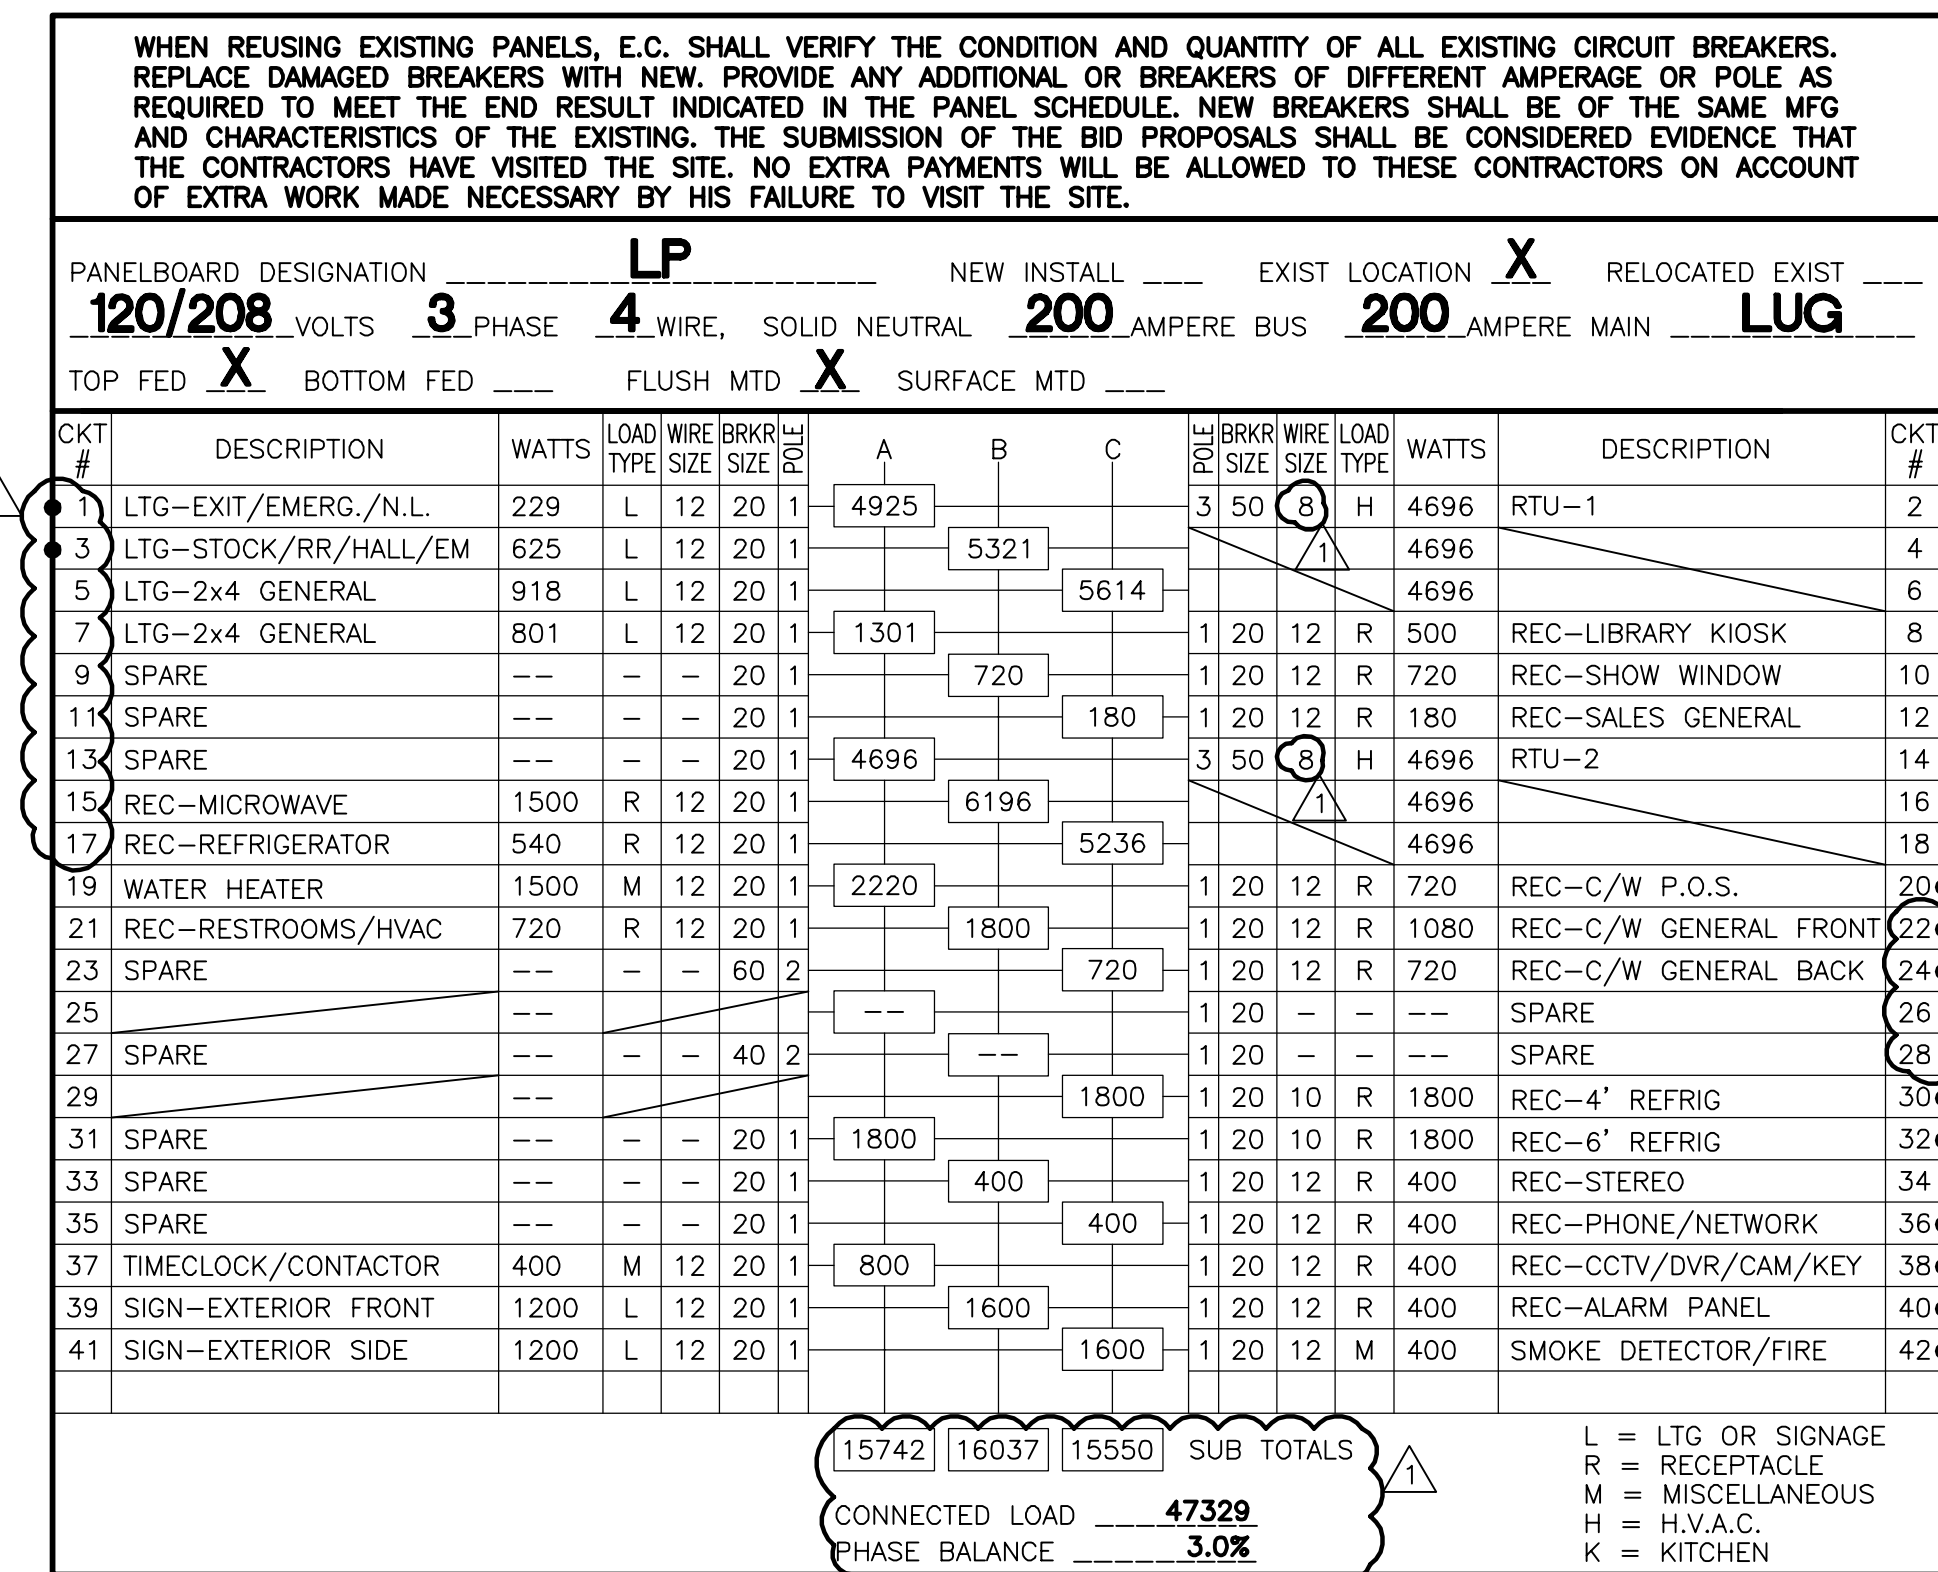 WHEN REUSING EXISTING PANELS, E.C. SHALL VERIFY THE CONDITION AND QUANTITY OF ALL EXISTING CIRCUIT BREAKERS.
REPLACE DAMAGED BREAKERS WITH NEW. PROVIDE ANY ADDITIONAL OR BREAKERS OF DIFFERENT AMPERAGE OR POLE AS
REQUIRED TO MEET THE END RESULT INDICATED IN THE PANEL SCHEDULE. NEW BREAKERS SHALL BE OF THE SAME MFG
AND CHARACTERISTICS OF THE EXISTING. THE SUBMISSION OF THE BID PROPOSALS SHALL BE CONSIDERED EVIDENCE THAT
THE CONTRACTORS HAVE VISITED THE SITE. NO EXTRA PAYMENTS WILL BE ALLOWED TO THESE CONTRACTORS ON ACCOUNT
OF EXTRA WORK MADE NECESSARY BY HIS FAILURE TO VISIT THE SITE.
PANELBOARD DESIGNATION LP NEW INSTALL ___ EXIST LOCATION X RELOCATED EXIST ___
120/208 VOLTS 3 PHASE 4 WIRE, SOLID NEUTRAL 200 AMPERE BUS 200 AMPERE MAIN LUG
TOP FED X BOTTOM FED ___ FLUSH MTD X SURFACE MTD ___
CKT # DESCRIPTION WATTS LOAD TYPE WIRE SIZE BRKR SIZE POLE A B C POLE BRKR SIZE WIRE SIZE LOAD TYPE WATTS DESCRIPTION CKT #
1 LTG-EXIT/EMERG./N.L. 229 L 12 20 1 4925 3 50 8 H 4696 RTU-1 2
3 LTG-STOCK/RR/HALL/EM 625 L 12 20 1 5321 1 4696 4
5 LTG-2x4 GENERAL 918 L 12 20 1 5614 4696 6
7 LTG-2x4 GENERAL 801 L 12 20 1 1301 1 20 12 R 500 REC-LIBRARY KIOSK 8
9 SPARE -- - - 20 1 720 1 20 12 R 720 REC-SHOW WINDOW 10
11 SPARE -- - - 20 1 180 1 20 12 R 180 REC-SALES GENERAL 12
13 SPARE -- - - 20 1 4696 3 50 8 H 4696 RTU-2 14
15 REC-MICROWAVE 1500 R 12 20 1 6196 1 4696 16
17 REC-REFRIGERATOR 540 R 12 20 1 5236 4696 18
19 WATER HEATER 1500 M 12 20 1 2220 1 20 12 R 720 REC-C/W P.O.S. 20
21 REC-RESTROOMS/HVAC 720 R 12 20 1 1800 1 20 12 R 1080 REC-C/W GENERAL FRONT 22
23 SPARE -- - - 60 2 720 1 20 12 R 720 REC-C/W GENERAL BACK 24
25 -- -- 1 20 - - -- SPARE 26
27 SPARE -- - - 40 2 -- 1 20 - - -- SPARE 28
29 -- 1800 1 20 10 R 1800 REC-4' REFRIG 30
31 SPARE -- - - 20 1 1800 1 20 10 R 1800 REC-6' REFRIG 32
33 SPARE -- - - 20 1 400 1 20 12 R 400 REC-STEREO 34
35 SPARE -- - - 20 1 400 1 20 12 R 400 REC-PHONE/NETWORK 36
37 TIMECLOCK/CONTACTOR 400 M 12 20 1 800 1 20 12 R 400 REC-CCTV/DVR/CAM/KEY 38
39 SIGN-EXTERIOR FRONT 1200 L 12 20 1 1600 1 20 12 R 400 REC-ALARM PANEL 40
41 SIGN-EXTERIOR SIDE 1200 L 12 20 1 1600 1 20 12 M 400 SMOKE DETECTOR/FIRE 42
15742 16037 15550 SUB TOTALS 1
CONNECTED LOAD 47329
PHASE BALANCE 3.0%
L = LTG OR SIGNAGE
R = RECEPTACLE
M = MISCELLANEOUS
H = H.V.A.C.
K = KITCHEN